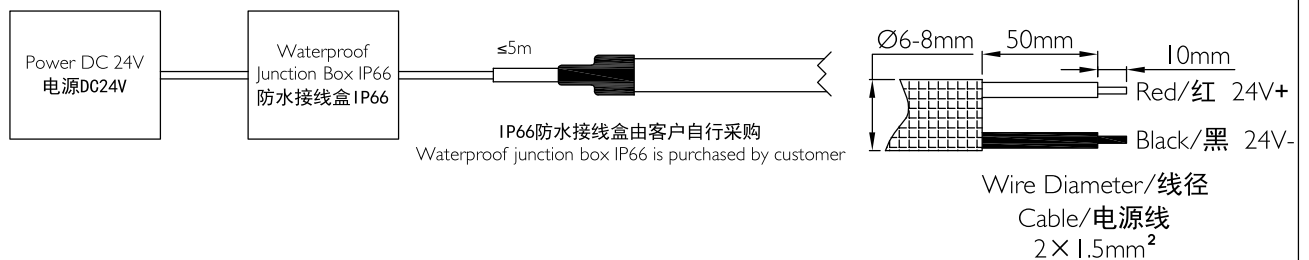 Power DC 24V
电源DC24V
Waterproof
Junction Box IP66
防水接线盒IP66
≤5m
IP66防水接线盒由客户自行采购
Waterproof junction box IP66 is purchased by customer
Ø6-8mm
50mm
10mm
Red/红 24V+
Black/黑 24V-
Wire Diameter/线径
Cable/电源线
2×1.5mm²